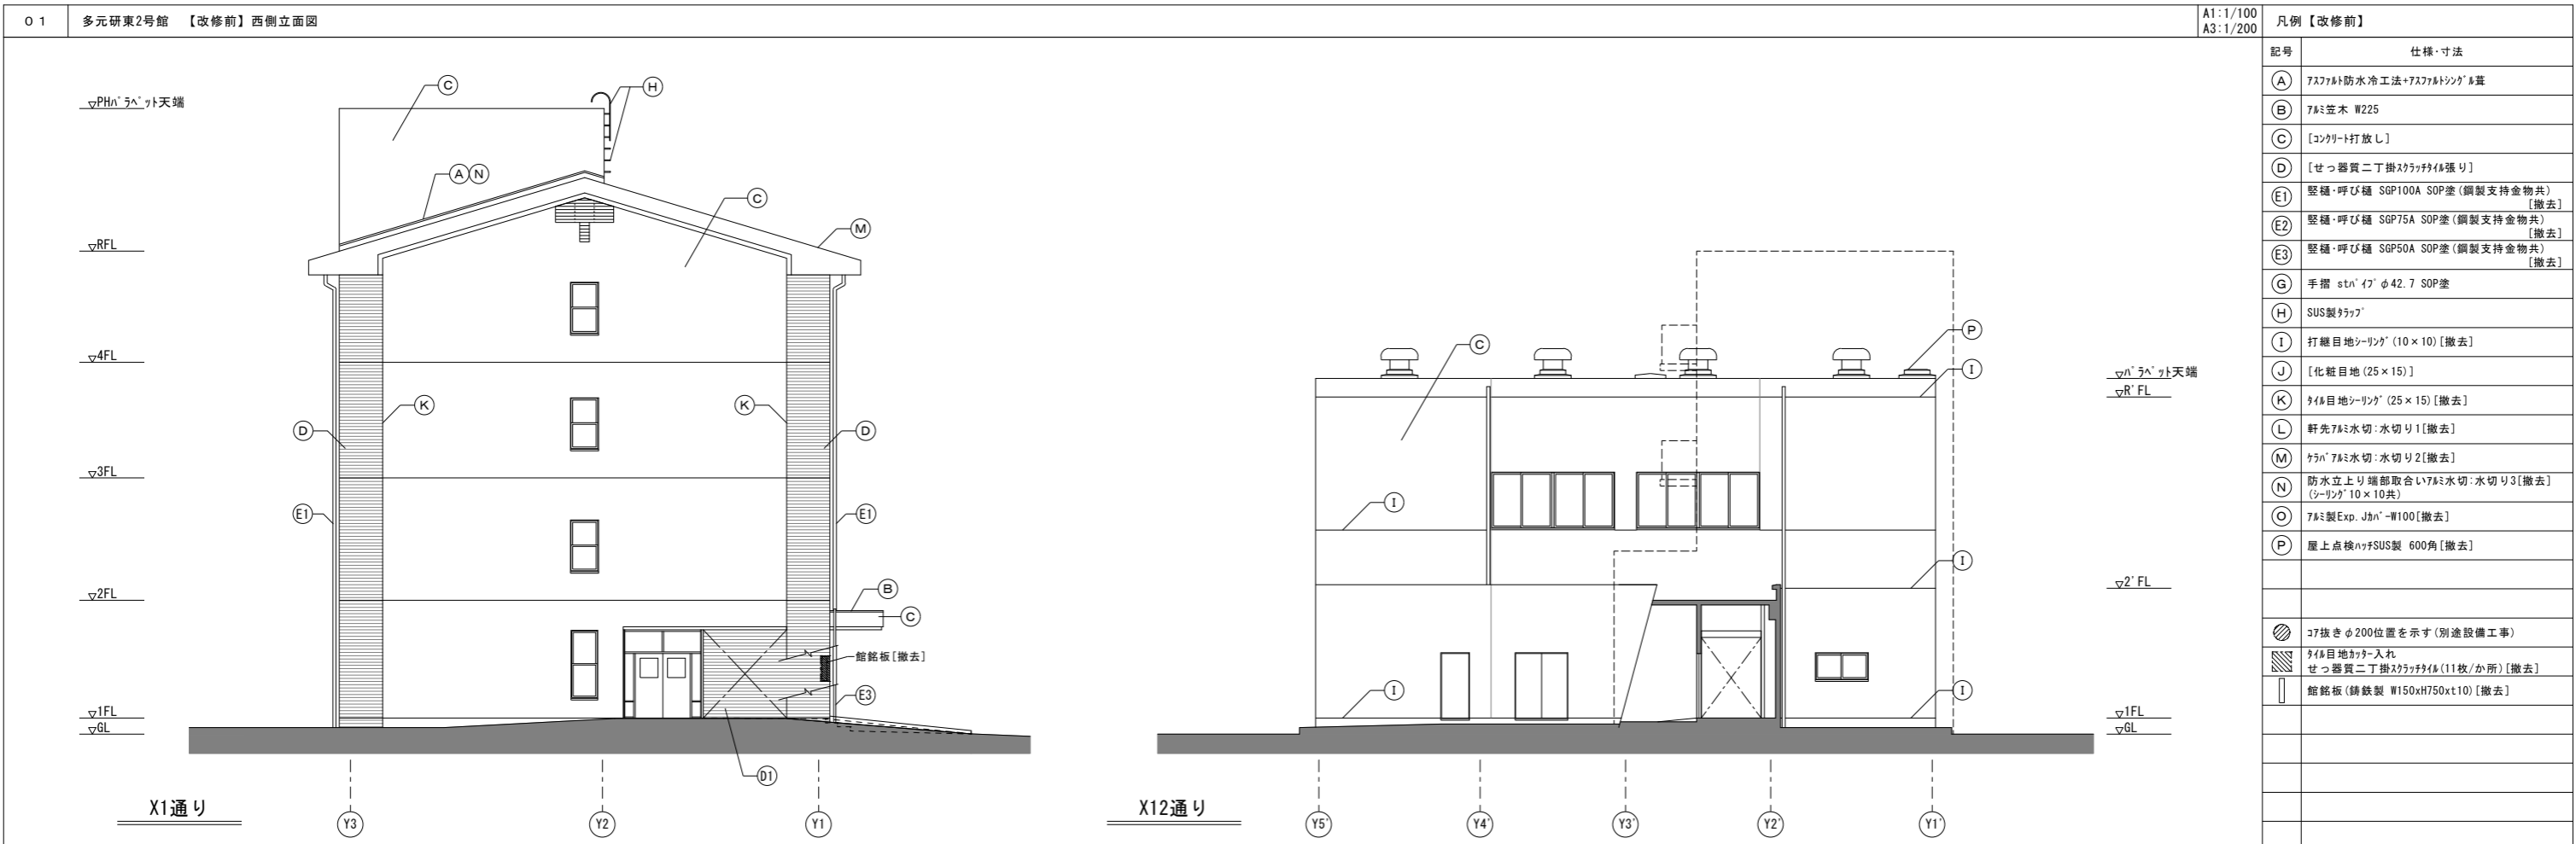 01
多元研東2号館 【改修前】西側立面図
A1:1/100
A3:1/200
凡例【改修前】
記号
仕様･寸法
A
ｱｽﾌｧﾙﾄ防水冷工法+ｱｽﾌｧﾙﾄｼﾝｸﾞﾙ葺
B
ｱﾙﾐ笠木 W225
C
[ｺﾝｸﾘｰﾄ打放し]
D
[せっ器質二丁掛ｽｸﾗｯﾁﾀｲﾙ張り]
E1
竪樋･呼び樋 SGP100A SOP塗(鋼製支持金物共)
[撤去]
E2
竪樋･呼び樋 SGP75A SOP塗(鋼製支持金物共)
[撤去]
E3
竪樋･呼び樋 SGP50A SOP塗(鋼製支持金物共)
[撤去]
G
手摺 stﾊﾟｲﾌﾟφ42.7 SOP塗
H
SUS製ﾀﾗｯﾌﾟ
I
打継目地ｼｰﾘﾝｸﾞ(10×10)[撤去]
J
[化粧目地(25×15)]
K
ﾀｲﾙ目地ｼｰﾘﾝｸﾞ(25×15)[撤去]
L
軒先ｱﾙﾐ水切:水切り1[撤去]
M
ｹﾗﾊﾞｱﾙﾐ水切:水切り2[撤去]
N
防水立上り端部取合いｱﾙﾐ水切:水切り3[撤去]
(ｼｰﾘﾝｸﾞ10×10共)
O
ｱﾙﾐ製Exp.Jｶﾊﾞｰ-W100[撤去]
P
屋上点検ﾊｯﾁSUS製 600角[撤去]
ｺｱ抜きφ200位置を示す(別途設備工事)
ﾀｲﾙ目地ｶｯﾀｰ入れ
せっ器質二丁掛ｽｸﾗｯﾁﾀｲﾙ(11枚/か所)[撤去]
館銘板(鋳鉄製 W150xH750xt10)[撤去]
▽PHﾊﾟﾗﾍﾟｯﾄ天端
▽RFL
▽4FL
▽3FL
▽2FL
▽1FL
▽GL
C
H
A
N
C
M
K
K
D
D
E1
E1
B
C
館銘板[撤去]
E3
D1
X1通り
Y3
Y2
Y1
C
P
I
I
I
I
I
▽ﾊﾟﾗﾍﾟｯﾄ天端
▽R'FL
▽2'FL
▽1FL
▽GL
X12通り
Y5'
Y4'
Y3'
Y2'
Y1'